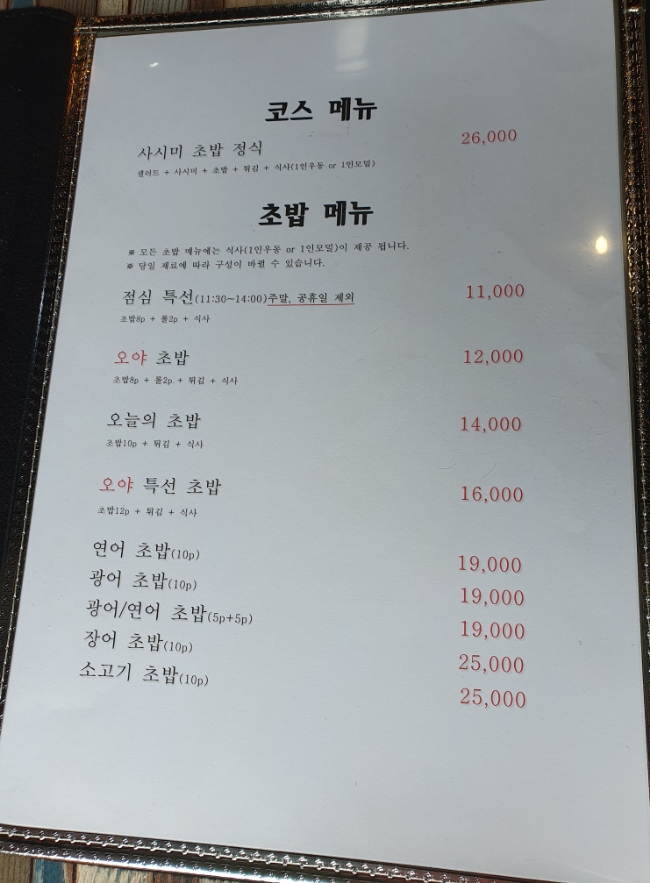 코스 메뉴
사시미 초밥 정식 26,000
샐러드 + 사시미 + 초밥 + 튀김 + 식사(1인우동 or 1인모밀)
초밥 메뉴
※ 모든 초밥 메뉴에는 식사(1인우동 or 1인모밀)이 제공 됩니다.
※ 당일 재료에 따라 구성이 바뀔 수 있습니다.
점심 특선(11:30~14:00)주말, 공휴일 제외 11,000
초밥8p + 롤2p + 식사
오야 초밥 12,000
초밥8p + 롤2p + 튀김 + 식사
오늘의 초밥 14,000
초밥10p + 튀김 + 식사
오야 특선 초밥 16,000
초밥12p + 튀김 + 식사
연어 초밥(10p) 19,000
광어 초밥(10p) 19,000
광어/연어 초밥(5p+5p) 19,000
장어 초밥(10p) 25,000
소고기 초밥(10p) 25,000